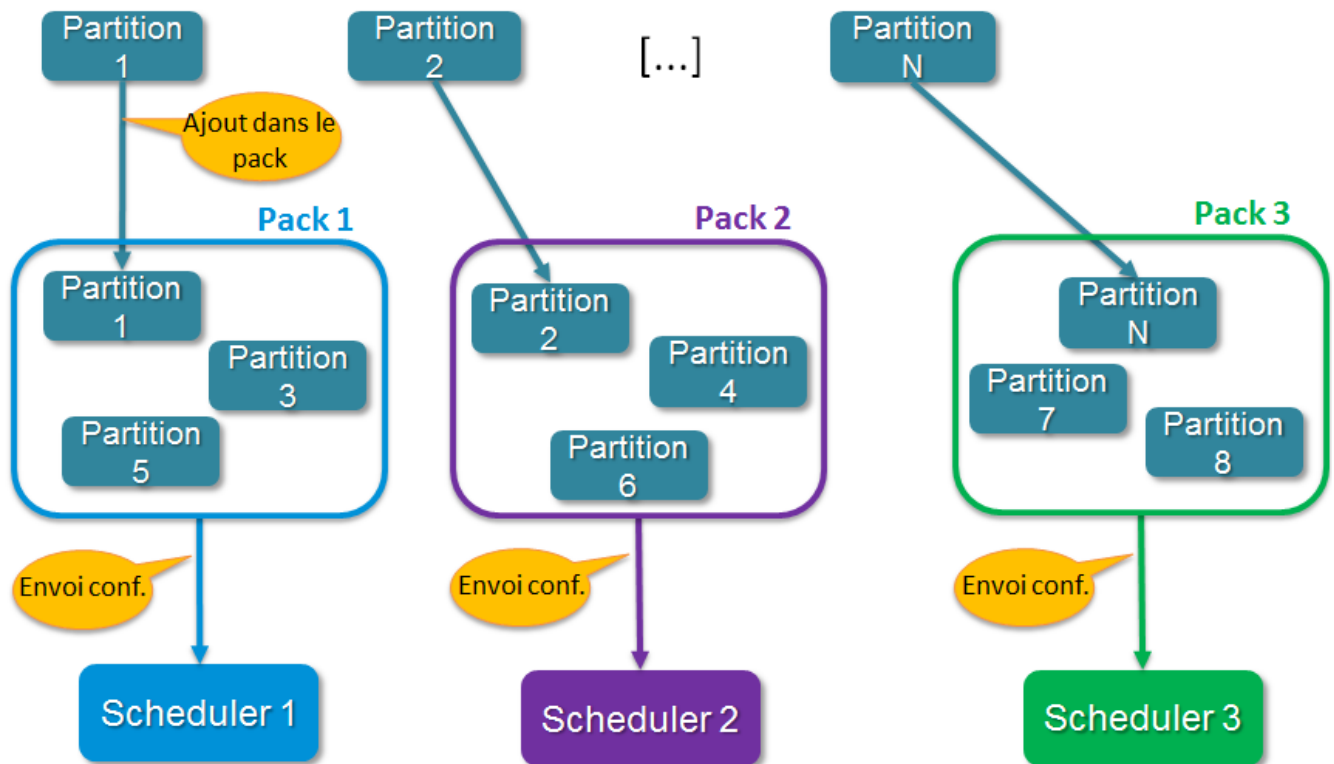 Partition
1
Partition
2
[...]
Partition
N
Ajout dans le
pack
Pack 1
Pack 2
Pack 3
Partition
1
Partition
3
Partition
5
Partition
2
Partition
4
Partition
6
Partition
N
Partition
7
Partition
8
Envoi conf.
Envoi conf.
Envoi conf.
Scheduler 1
Scheduler 2
Scheduler 3